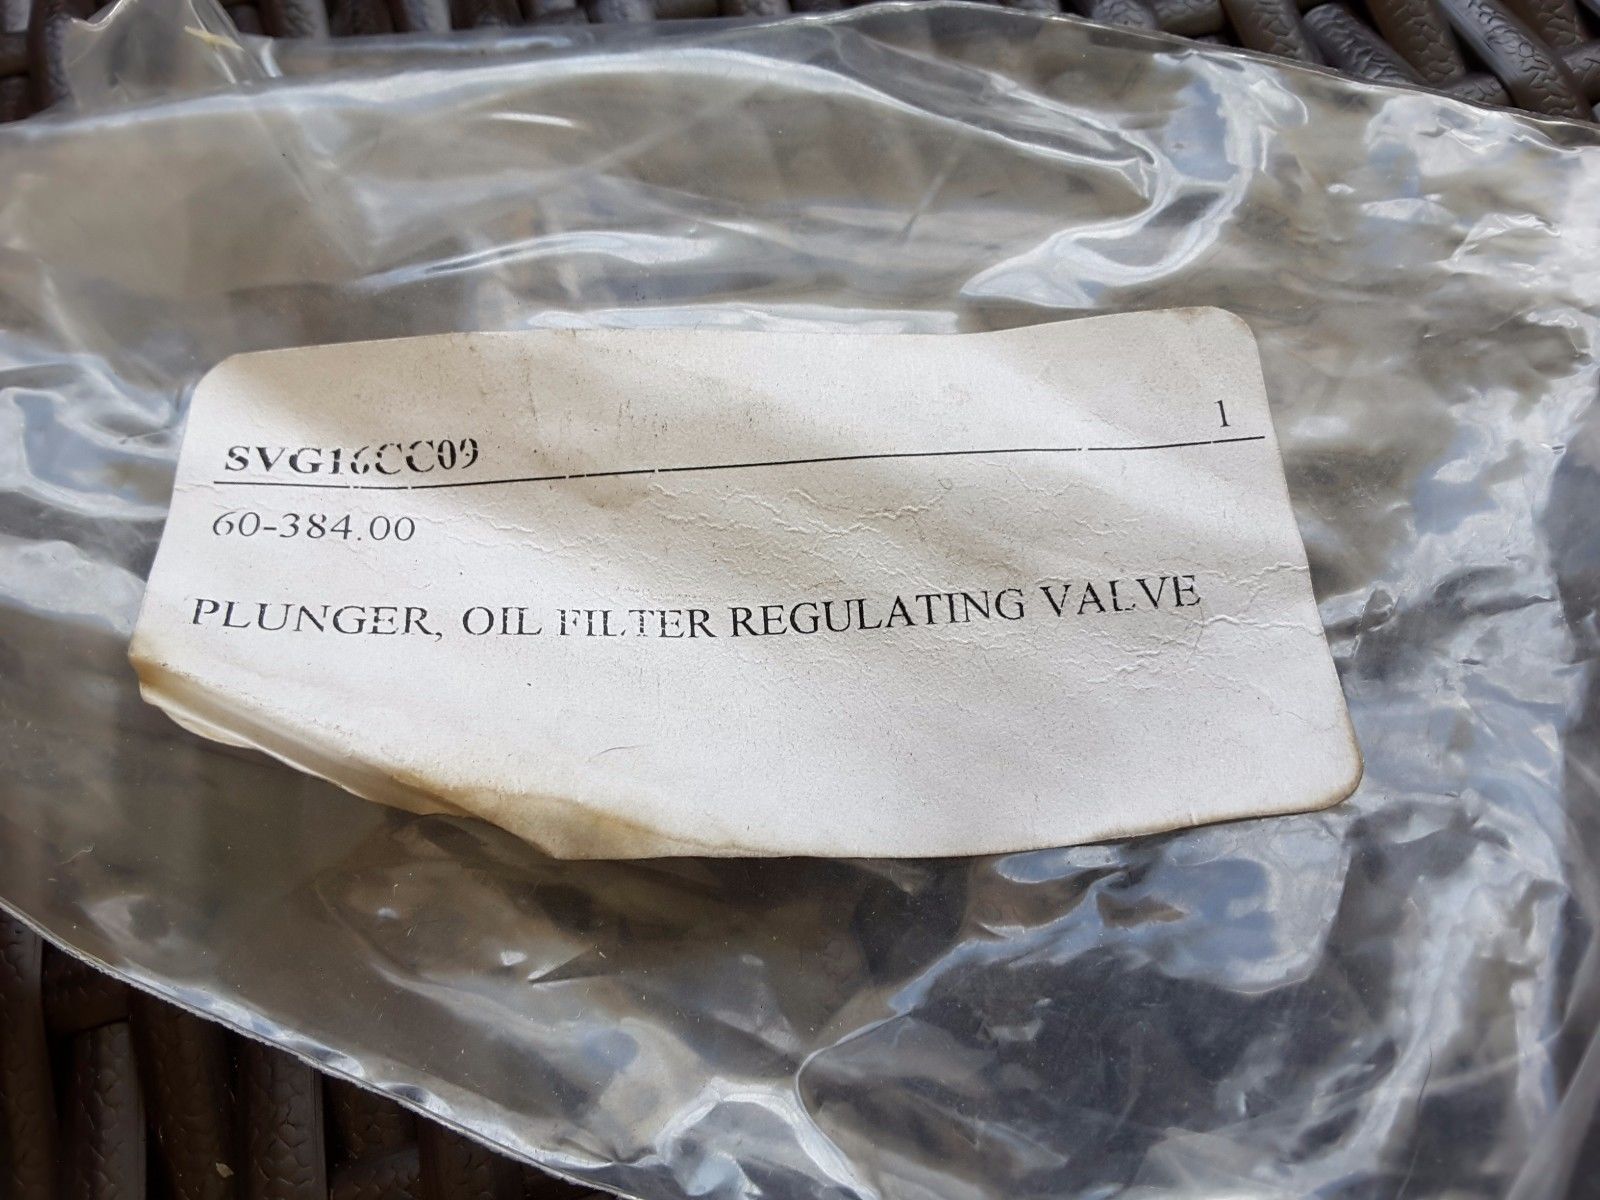 SVG16CC09 1
60-384.00
PLUNGER, OIL FILTER REGULATING VALVE